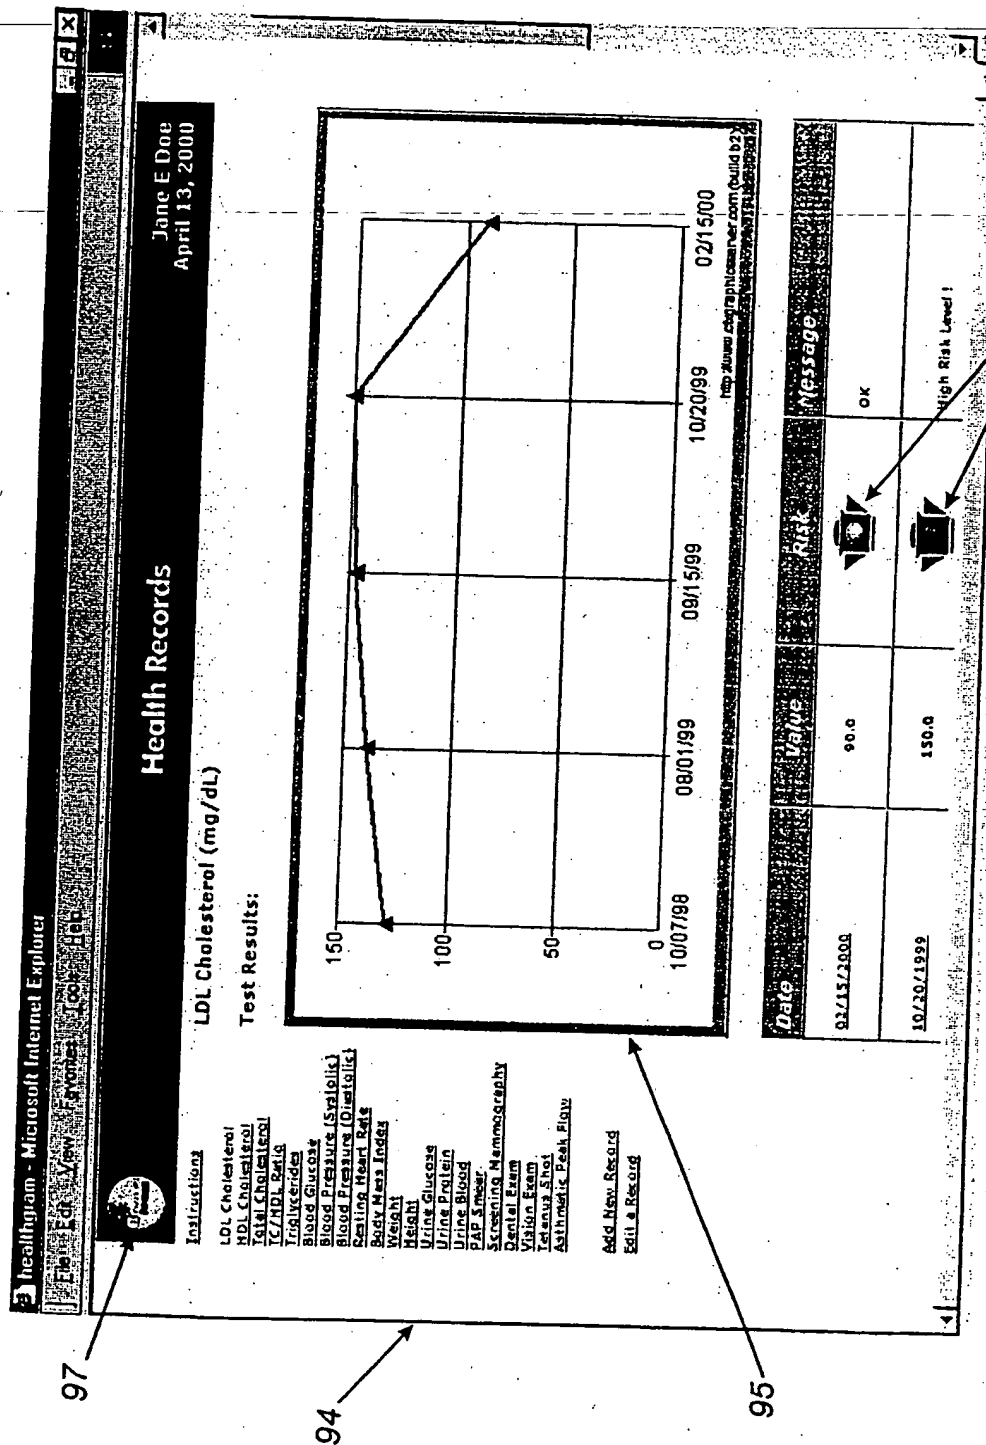 healthgram - Microsoft Internet Explorer
File Edit View Favorites Tools Help
Health Records
Jane E Doe
April 13, 2000
Instructions
LDL Cholesterol
HDL Cholesterol
Total Cholesterol
TC/HDL Ratio
Triglycerides
Blood Glucose
Blood Pressure (Systolic)
Blood Pressure (Diastolic)
Resting Heart Rate
Body Mass Index
Weight
Height
Urine Glucose
Urine Protein
Urine Blood
PAP Smear
Screening Mammography
Dental Exam
Vision Exam
Tetenus Shot
Asthmatic Peak Flow
Add New Record
Edit a Record
LDL Cholesterol (mg/dL)
Test Results:
150
100
50
0
10/07/98 08/01/99 09/15/99 10/20/99 02/15/00
(build b2)
Date Value Risk Message
02/15/2000 90.0 OK
10/20/1999 150.0 High Risk Level !
97
94
95